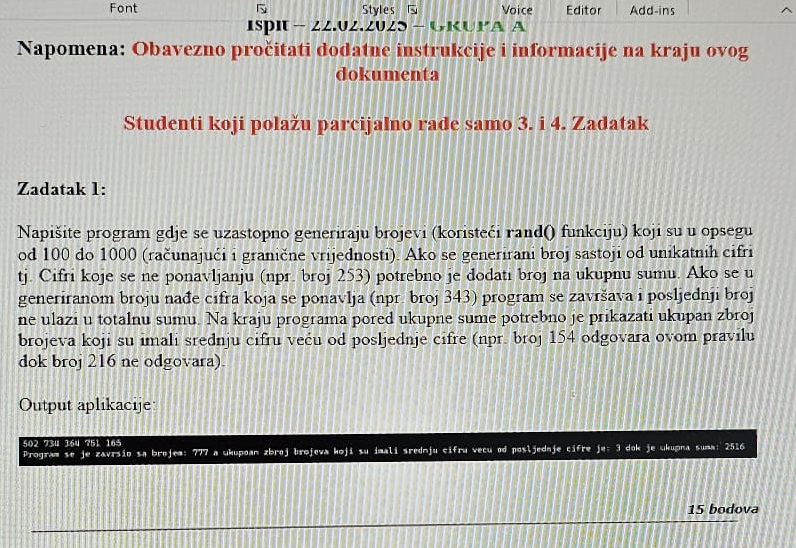 Font Styles Voice Editor Add-ins
Ispit – 22.02.2025 – GRUPA A
Napomena: Obavezno pročitati dodatne instrukcije i informacije na kraju ovog
dokumenta
Studenti koji polažu parcijalno rade samo 3. i 4. Zadatak
Zadatak 1:
Napišite program gdje se uzastopno generiraju brojevi (koristeći rand() funkciju) koji su u opsegu
od 100 do 1000 (računajući i granične vrijednosti). Ako se generirani broj sastoji od unikatnih cifri
tj. Cifri koje se ne ponavljanju (npr. broj 253) potrebno je dodati broj na ukupnu sumu. Ako se u
generiranom broju nađe cifra koja se ponavlja (npr. broj 343) program se završava i posljednji broj
ne ulazi u totalnu sumu. Na kraju programa pored ukupne sume potrebno je prikazati ukupan zbroj
brojeva koji su imali srednju cifru veću od posljednje cifre (npr. broj 154 odgovara ovom pravilu
dok broj 216 ne odgovara).
Output aplikacije:
502 734 364 751 165
Program se je zavrsio sa brojem: 777 a ukupoan zbroj brojeva koji su imali srednju cifru vecu od posljednje cifre je: 3 dok je ukupna suma: 2516
15 bodova